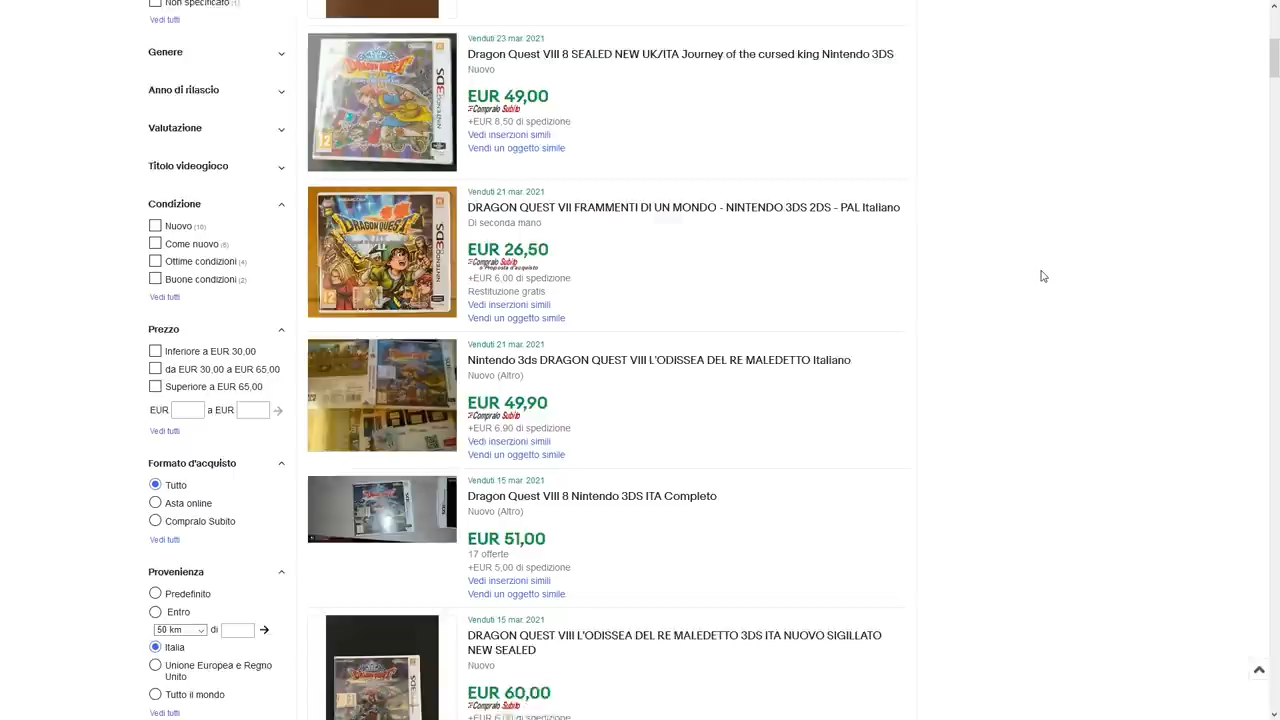 Non specificato (1)
Vedi tutti
Genere
Anno di rilascio
Valutazione
Titolo videogioco
Condizione
Nuovo (16)
Come nuovo (5)
Ottime condizioni (4)
Buone condizioni (2)
Vedi tutti
Prezzo
Inferiore a EUR 30,00
da EUR 30,00 a EUR 65,00
Superiore a EUR 65,00
EUR a EUR
Vedi tutti
Formato d'acquisto
Tutto
Asta online
Compralo Subito
Vedi tutti
Provenienza
Predefinito
Entro
50 km di
Italia
Unione Europea e Regno
Unito
Tutto il mondo
Vedi tutti
Venduti 23 mar. 2021
Dragon Quest VIII 8 SEALED NEW UK/ITA Journey of the cursed king Nintendo 3DS
Nuovo
EUR 49,00
Compralo Subito
+EUR 8,50 di spedizione
Vedi inserzioni simili
Vendi un oggetto simile
Venduti 21 mar. 2021
DRAGON QUEST VII FRAMMENTI DI UN MONDO - NINTENDO 3DS 2DS - PAL Italiano
Di seconda mano
EUR 26,50
Compralo Subito
o Proposta d'acquisto
+EUR 6,00 di spedizione
Restituzione gratis
Vedi inserzioni simili
Vendi un oggetto simile
Venduti 21 mar. 2021
Nintendo 3ds DRAGON QUEST VIII L'ODISSEA DEL RE MALEDETTO Italiano
Nuovo (Altro)
EUR 49,90
Compralo Subito
+EUR 6,90 di spedizione
Vedi inserzioni simili
Vendi un oggetto simile
Venduti 15 mar. 2021
Dragon Quest VIII 8 Nintendo 3DS ITA Completo
Nuovo (Altro)
EUR 51,00
17 offerte
+EUR 5,00 di spedizione
Vedi inserzioni simili
Vendi un oggetto simile
Venduti 15 mar. 2021
DRAGON QUEST VIII L'ODISSEA DEL RE MALEDETTO 3DS ITA NUOVO SIGILLATO
NEW SEALED
Nuovo
EUR 60,00
Compralo Subito
DRAGON QUEST
NINTENDO 3DS
12
DRAGON QUEST
NINTENDO 3DS
12
3DS